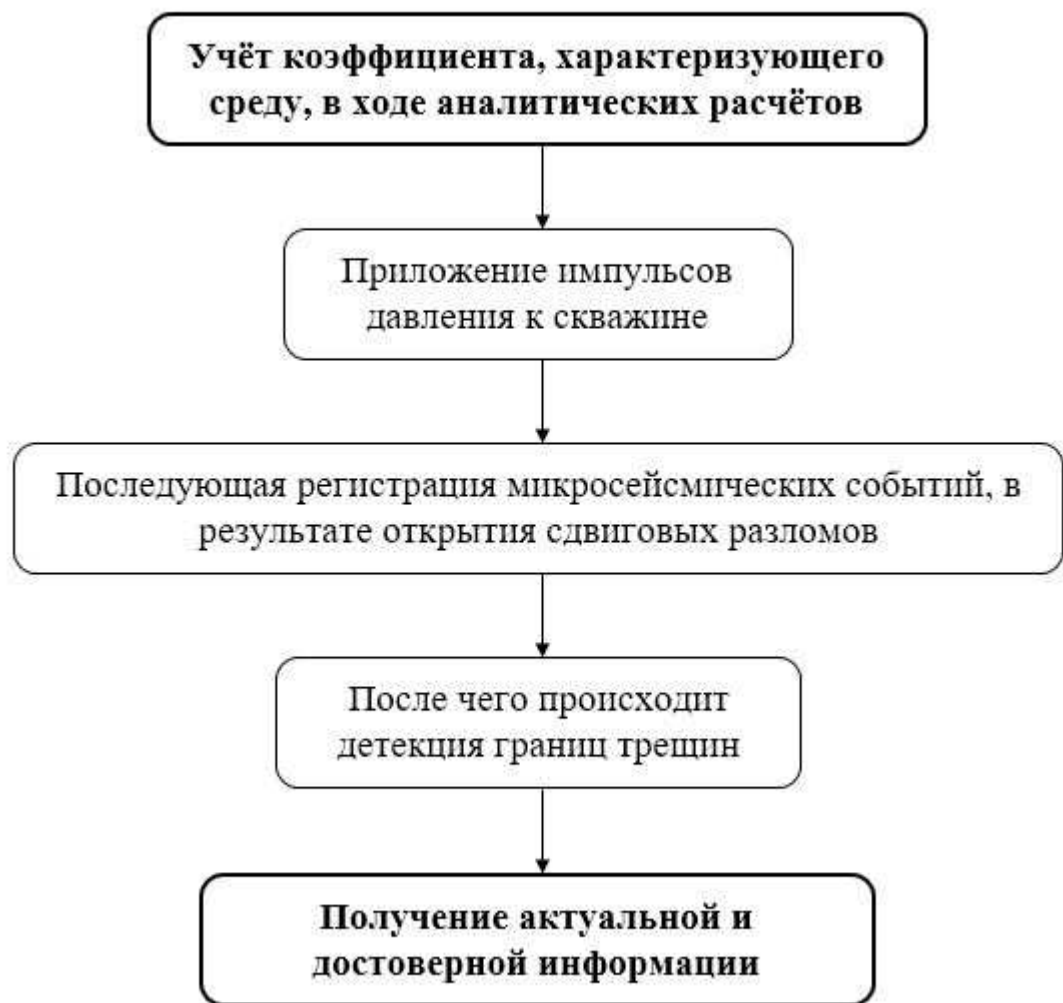 Учёт коэффициента, характеризующего
среду, в ходе аналитических расчётов
Приложение импульсов
давления к скважине
Последующая регистрация микросейсмических событий, в
результате открытия сдвиговых разломов
После чего происходит
детекция границ трещин
Получение актуальной и
достоверной информации